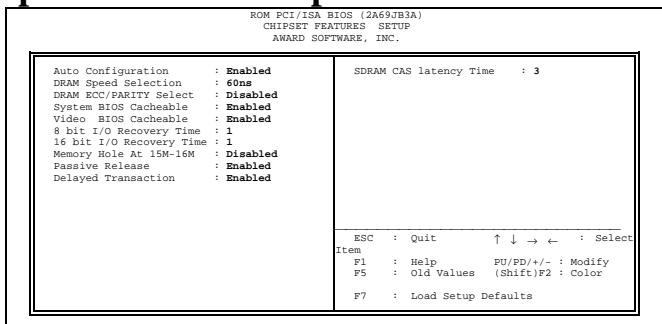 ROM PCI/ISA BIOS (2A69JB3A)
CHIPSET FEATURES SETUP
AWARD SOFTWARE, INC.
Auto Configuration : Enabled
DRAM Speed Selection : 60ns
DRAM ECC/PARITY Select : Disabled
System BIOS Cacheable : Enabled
Video BIOS Cacheable : Enabled
8 bit I/O Recovery Time : 1
16 bit I/O Recovery Time : 1
Memory Hole At 15M-16M : Disabled
Passive Release : Enabled
Delayed Transaction : Enabled
SDRAM CAS latency Time : 3
ESC : Quit ↑ ↓ → ← : Select
Item
F1 : Help PU/PD/+/- : Modify
F5 : Old Values (Shift)F2 : Color
F7 : Load Setup Defaults